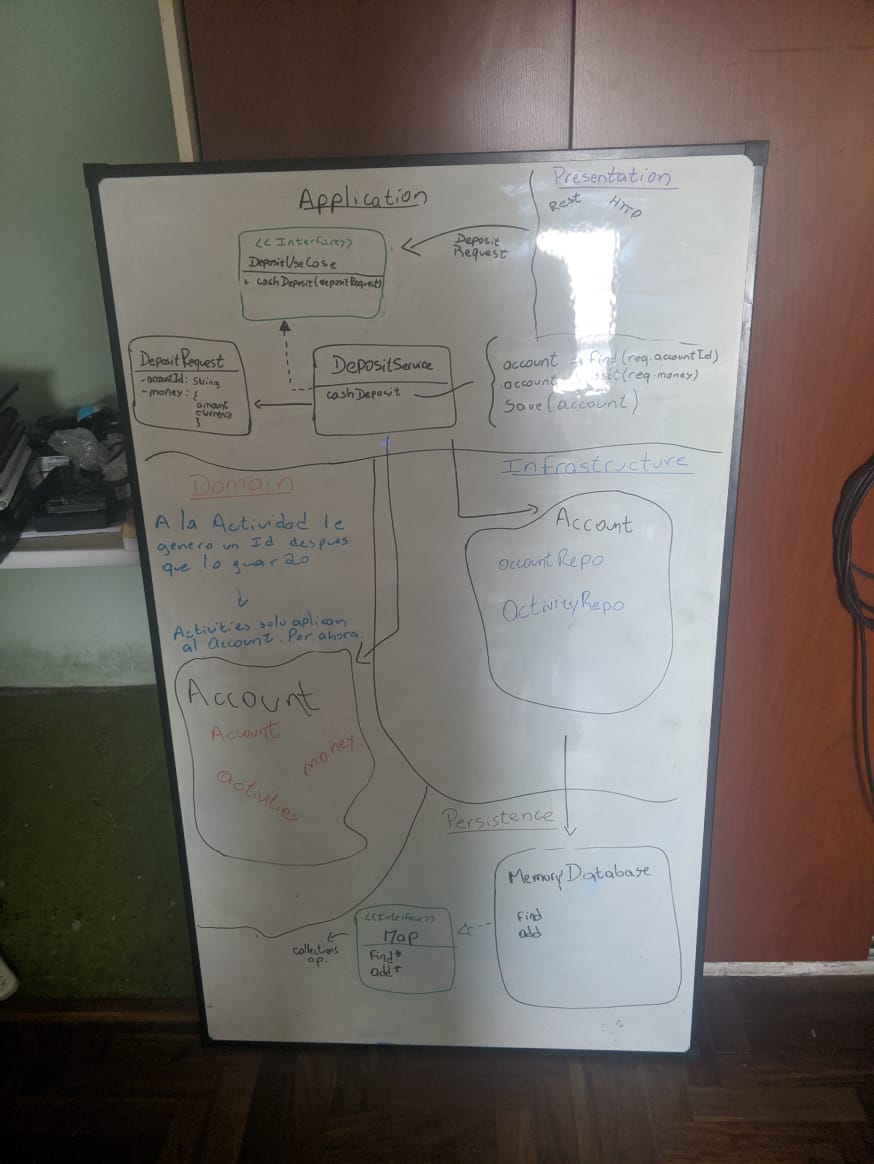 Application
Presentation
Rest HTTP
<<Interface>>
DepositUseCase
+ cashDeposit(depositRequest)
Deposit
Request
DepositRequest
- accountId: String
- money: {
amount
currency
}
DepositService
cashDeposit
account = find(req.accountId)
account (req.money)
Save(account)
Domain
A la Actividad le
genero un Id despues
que lo guardo
Activities solo aplican
al Account. Por ahora.
Account
Account
money
activities
Infrastructure
Account
accountRepo
ActivityRepo
Persistence
MemoryDatabase
find
add
<<Interface>>
Map
find*
add+
collections
op.